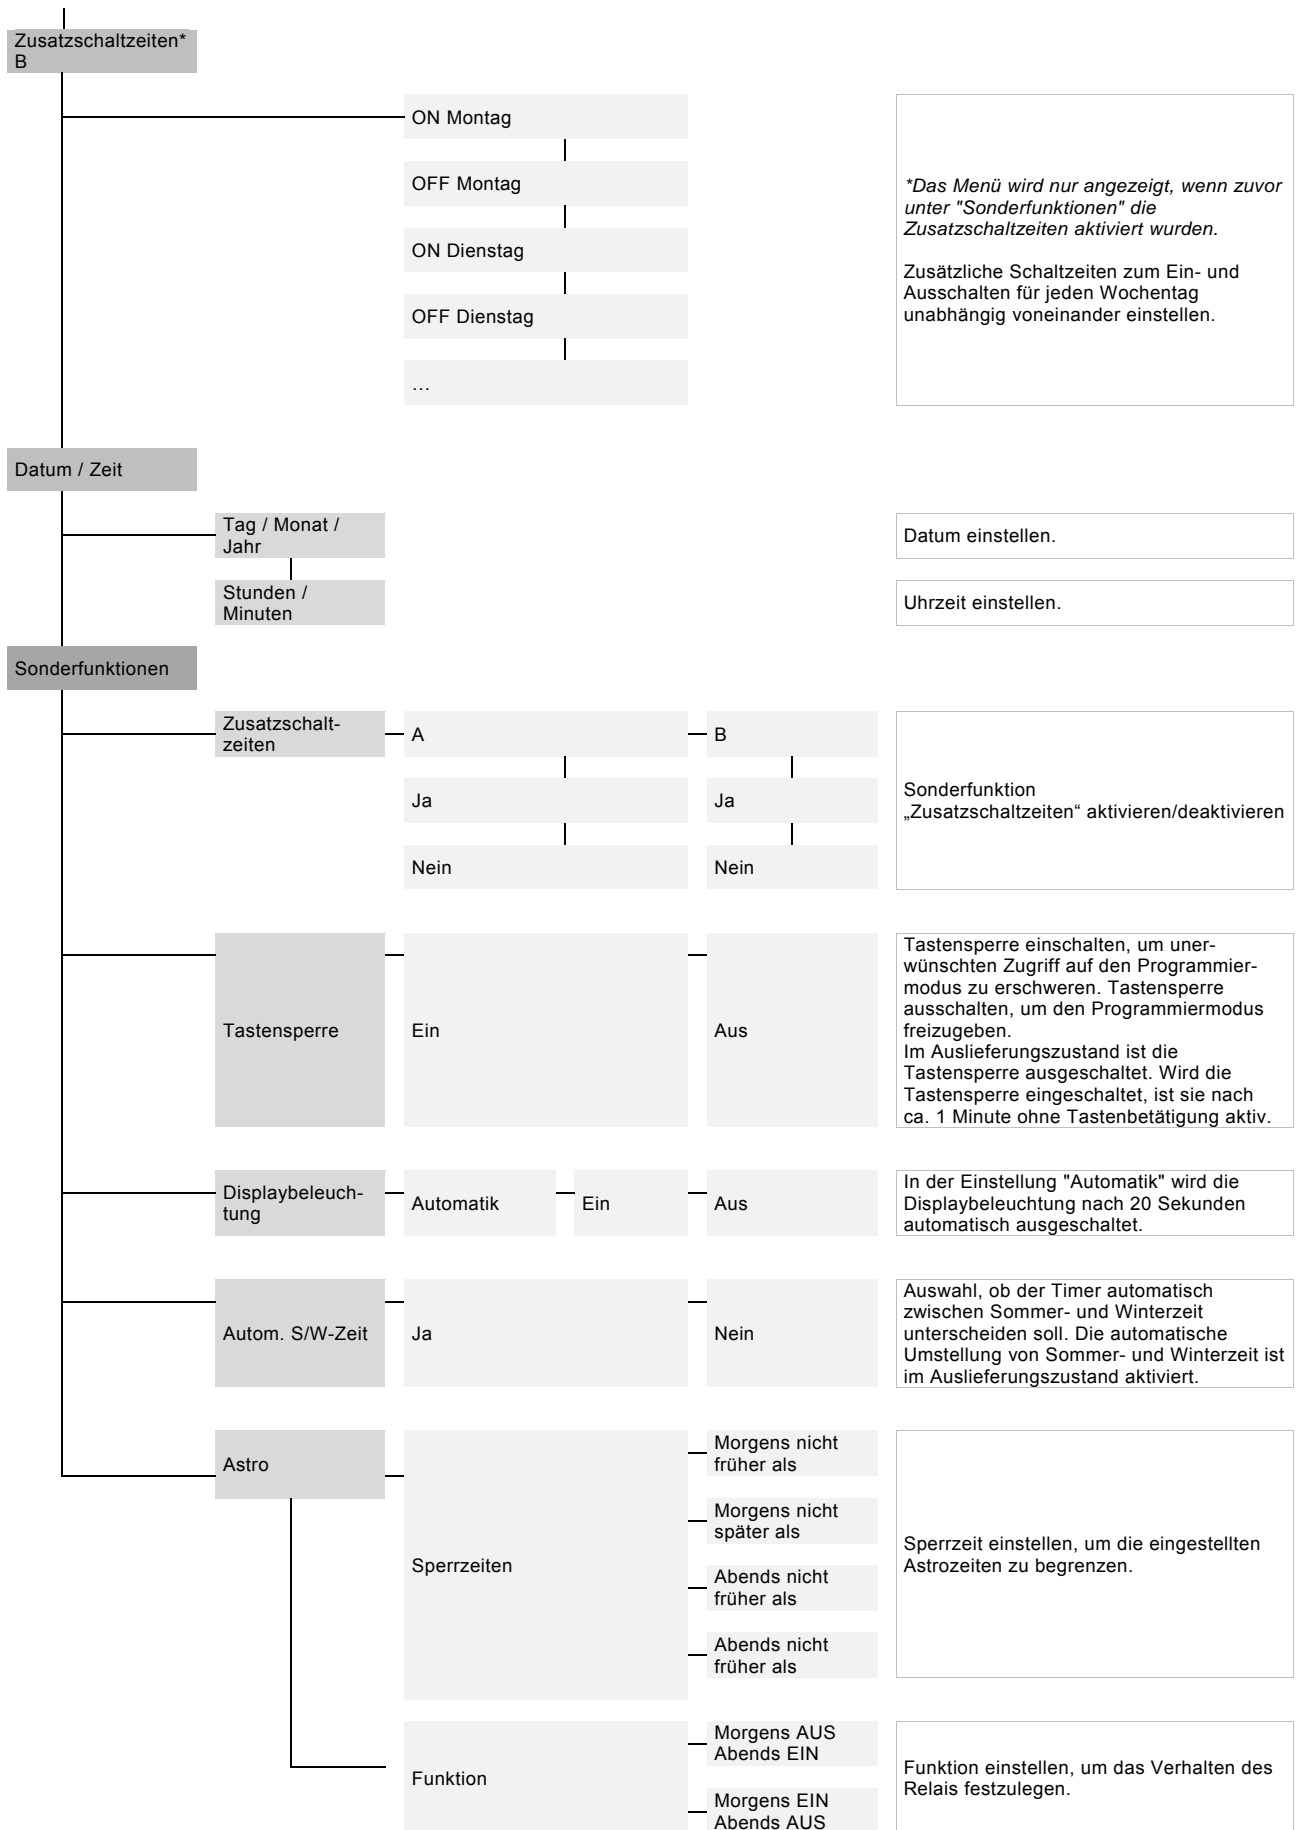 Zusatzschaltzeiten*
B
ON Montag
OFF Montag
ON Dienstag
OFF Dienstag
…
*Das Menü wird nur angezeigt, wenn zuvor
unter "Sonderfunktionen" die
Zusatzschaltzeiten aktiviert wurden.
Zusätzliche Schaltzeiten zum Ein- und
Ausschalten für jeden Wochentag
unabhängig voneinander einstellen.
Datum / Zeit
Tag / Monat /
Jahr
Datum einstellen.
Stunden /
Minuten
Uhrzeit einstellen.
Sonderfunktionen
Zusatzschalt-
zeiten
A
B
Ja
Ja
Nein
Nein
Sonderfunktion
„Zusatzschaltzeiten“ aktivieren/deaktivieren
Tastensperre
Ein
Aus
Tastensperre einschalten, um uner-
wünschten Zugriff auf den Programmier-
modus zu erschweren. Tastensperre
ausschalten, um den Programmiermodus
freizugeben.
Im Auslieferungszustand ist die
Tastensperre ausgeschaltet. Wird die
Tastensperre eingeschaltet, ist sie nach
ca. 1 Minute ohne Tastenbetätigung aktiv.
Displaybeleuch-
tung
Automatik
Ein
Aus
In der Einstellung "Automatik" wird die
Displaybeleuchtung nach 20 Sekunden
automatisch ausgeschaltet.
Autom. S/W-Zeit
Ja
Nein
Auswahl, ob der Timer automatisch
zwischen Sommer- und Winterzeit
unterscheiden soll. Die automatische
Umstellung von Sommer- und Winterzeit ist
im Auslieferungszustand aktiviert.
Astro
Sperrzeiten
Morgens nicht
früher als
Morgens nicht
später als
Abends nicht
früher als
Abends nicht
früher als
Sperrzeit einstellen, um die eingestellten
Astrozeiten zu begrenzen.
Funktion
Morgens AUS
Abends EIN
Morgens EIN
Abends AUS
Funktion einstellen, um das Verhalten des
Relais festzulegen.